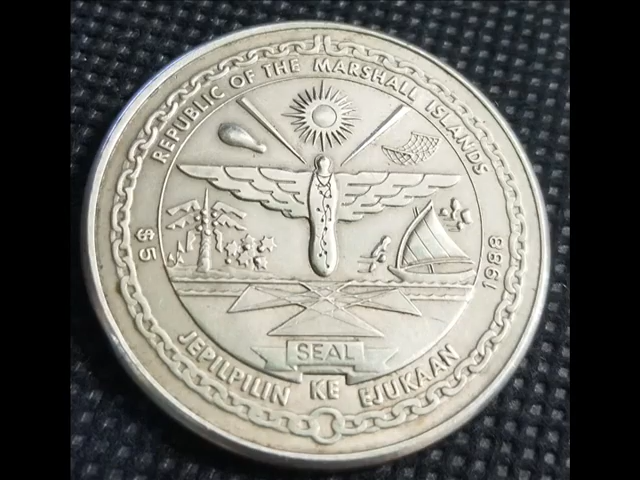 REPUBLIC OF THE MARSHALL ISLANDS
$5
1988
SEAL
JEPILPILIN KE EJUKAAN